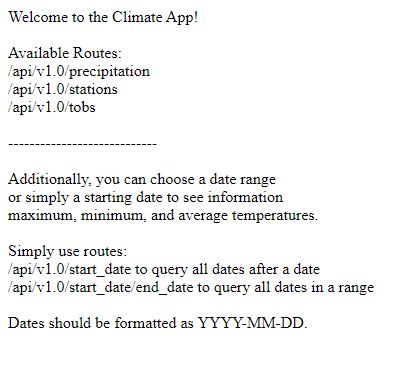 Welcome to the Climate App!
Available Routes:
/api/v1.0/precipitation
/api/v1.0/stations
/api/v1.0/tobs
----------------------------
Additionally, you can choose a date range
or simply a starting date to see information
maximum, minimum, and average temperatures.
Simply use routes:
/api/v1.0/start_date to query all dates after a date
/api/v1.0/start_date/end_date to query all dates in a range
Dates should be formatted as YYYY-MM-DD.